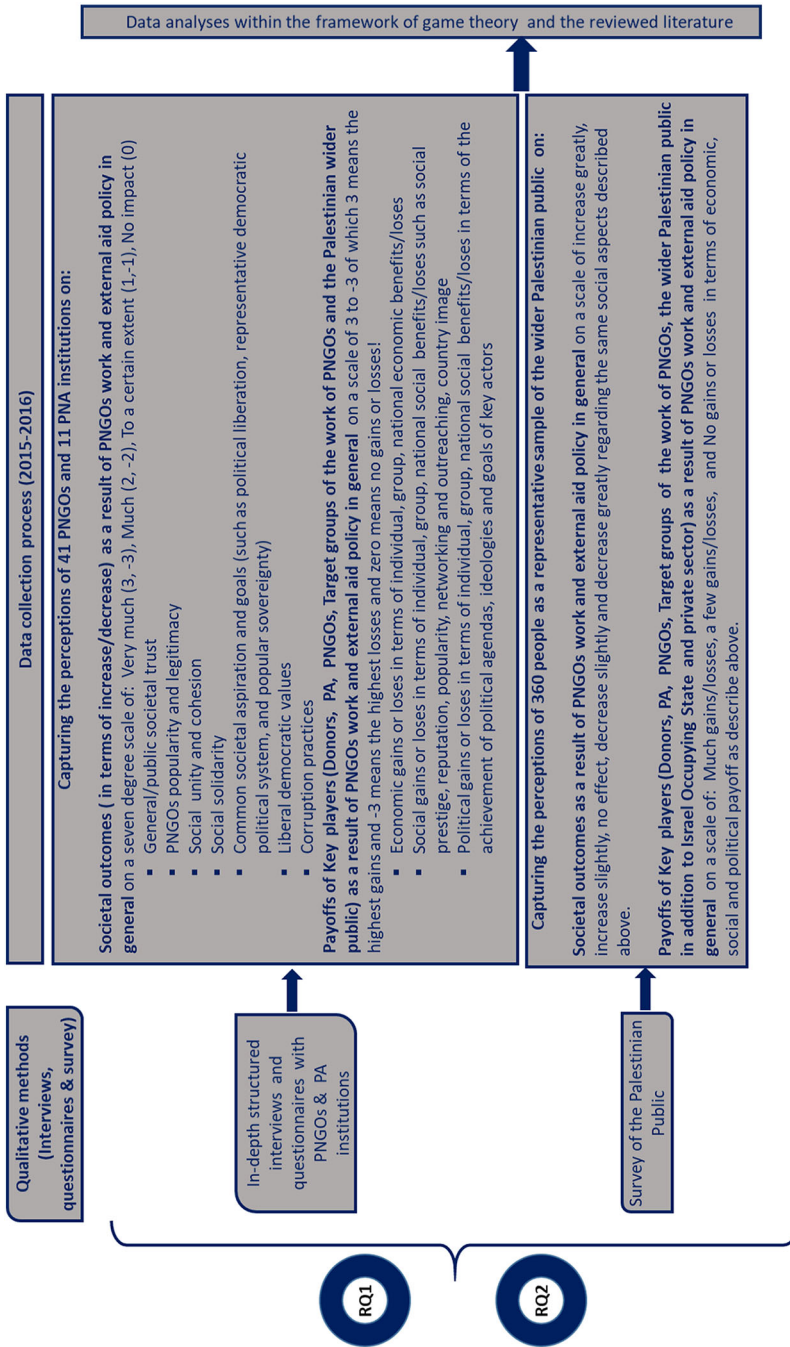 Qualitative methods
(Interviews,
questionnaires & survey)
Data collection process (2015-2016)
RQ1
RQ2
In-depth structured
interviews and
questionnaires with
PNGOs & PA
institutions
Capturing the perceptions of 41 PNGOs and 11 PNA institutions on:
Societal outcomes ( in terms of increase/decrease) as a result of PNGOs work and external aid policy in
general on a seven degree scale of: Very much (3, -3), Much (2, -2), To a certain extent (1,-1), No impact (0)
▪ General/public societal trust
▪ PNGOs popularity and legitimacy
▪ Social unity and cohesion
▪ Social solidarity
▪ Common societal aspiration and goals (such as political liberation, representative democratic
political system, and popular sovereignty)
▪ Liberal democratic values
▪ Corruption practices
Payoffs of Key players (Donors, PA, PNGOs, Target groups of the work of PNGOs and the Palestinian wider
public) as a result of PNGOs work and external aid policy in general on a scale of 3 to -3 of which 3 means the
highest gains and -3 means the highest losses and zero means no gains or losses!
▪ Economic gains or loses in terms of individual, group, national economic benefits/loses
▪ Social gains or loses in terms of individual, group, national social benefits/loses such as social
prestige, reputation, popularity, networking and outreaching, country image
▪ Political gains or loses in terms of individual, group, national social benefits/loses in terms of the
achievement of political agendas, ideologies and goals of key actors
Survey of the Palestinian
Public
Capturing the perceptions of 360 people as a representative sample of the wider Palestinian public on:
Societal outcomes as a result of PNGOs work and external aid policy in general on a scale of increase greatly,
increase slightly, no effect, decrease slightly and decrease greatly regarding the same social aspects described
above.
Payoffs of Key players (Donors, PA, PNGOs, Target groups of the work of PNGOs, the wider Palestinian public
in addition to Israel Occupying State and private sector) as a result of PNGOs work and external aid policy in
general on a scale of: Much gains/losses, a few gains/losses, and No gains or losses in terms of economic,
social and political payoff as describe above.
Data analyses within the framework of game theory and the reviewed literature